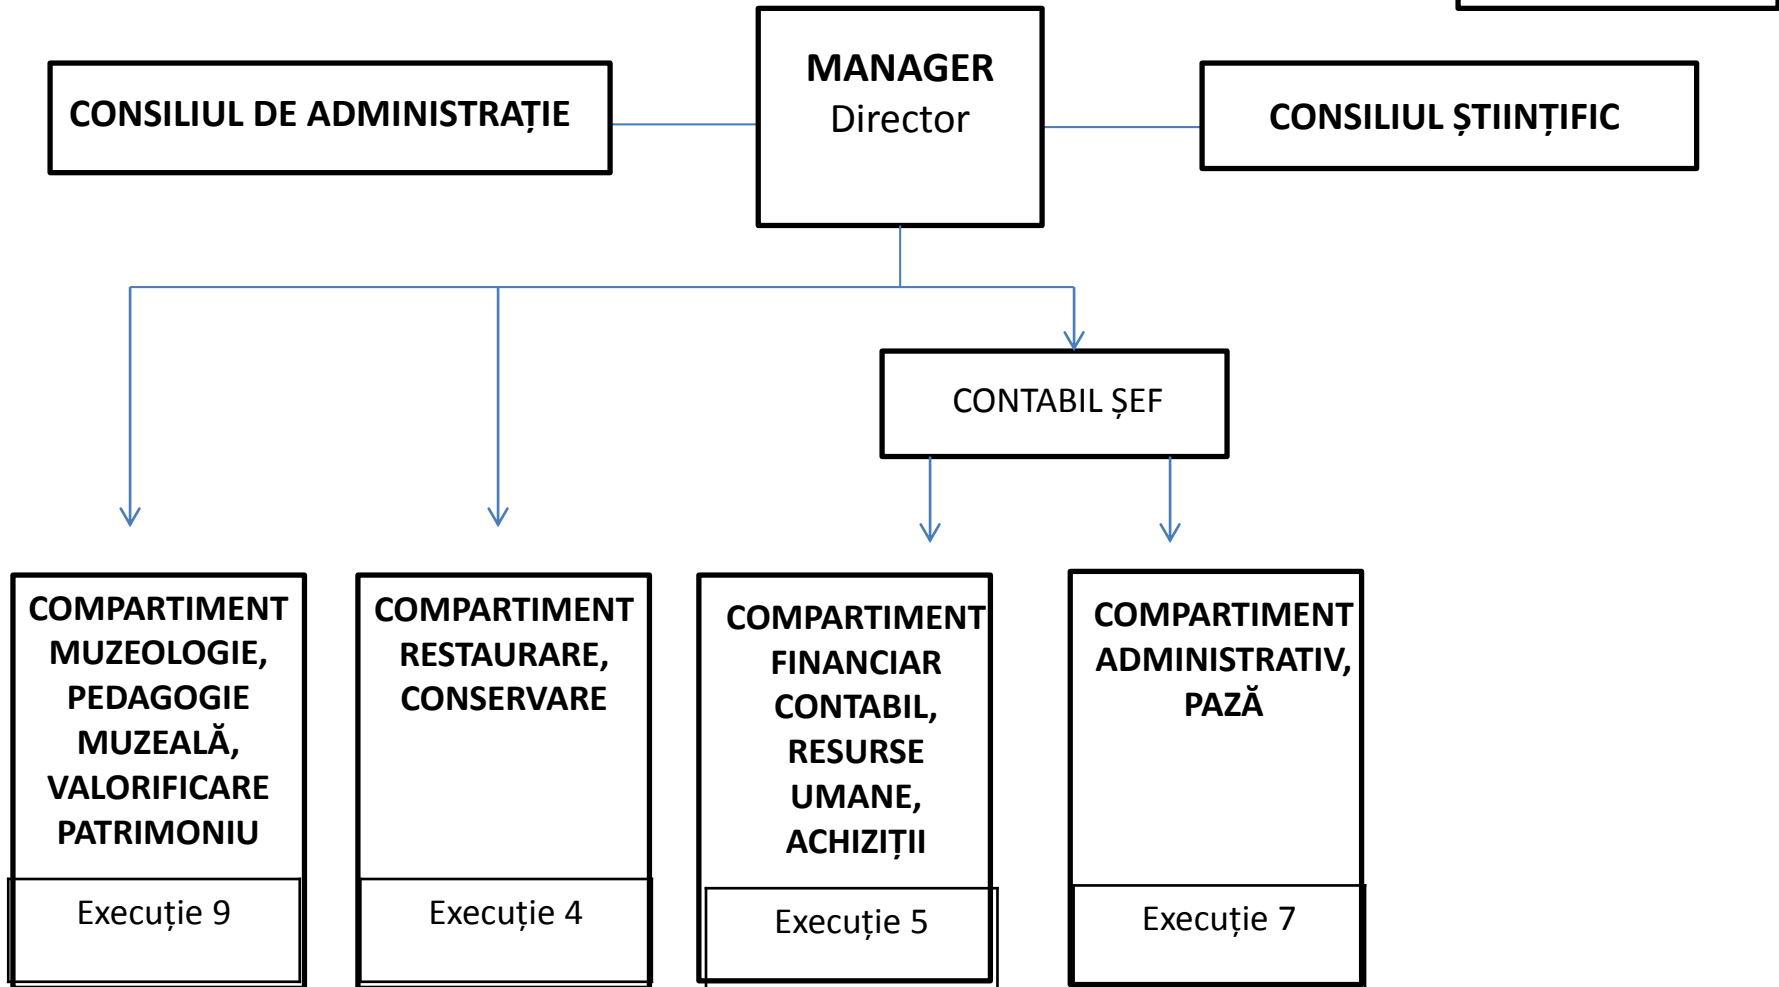 MANAGER
Director
CONSILIUL DE ADMINISTRAȚIE
CONSILIUL ȘTIINȚIFIC
CONTABIL ȘEF
COMPARTIMENT
MUZEOLOGIE,
PEDAGOGIE
MUZEALĂ,
VALORIFICARE
PATRIMONIU
Execuție 9
COMPARTIMENT
RESTAURARE,
CONSERVARE
Execuție 4
COMPARTIMENT
FINANCIAR
CONTABIL,
RESURSE
UMANE,
ACHIZIȚII
Execuție 5
COMPARTIMENT
ADMINISTRATIV,
PAZĂ
Execuție 7